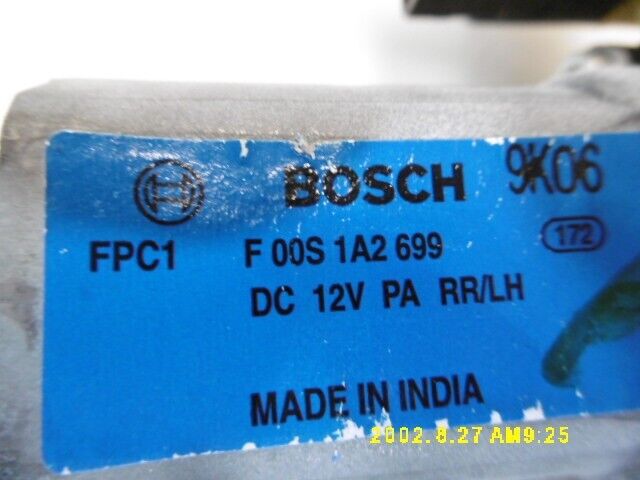 BOSCH 9K06
FPC1 F 00S 1A2 699 172
DC 12V PA RR/LH
MADE IN INDIA
2002.8.27 AM9:25